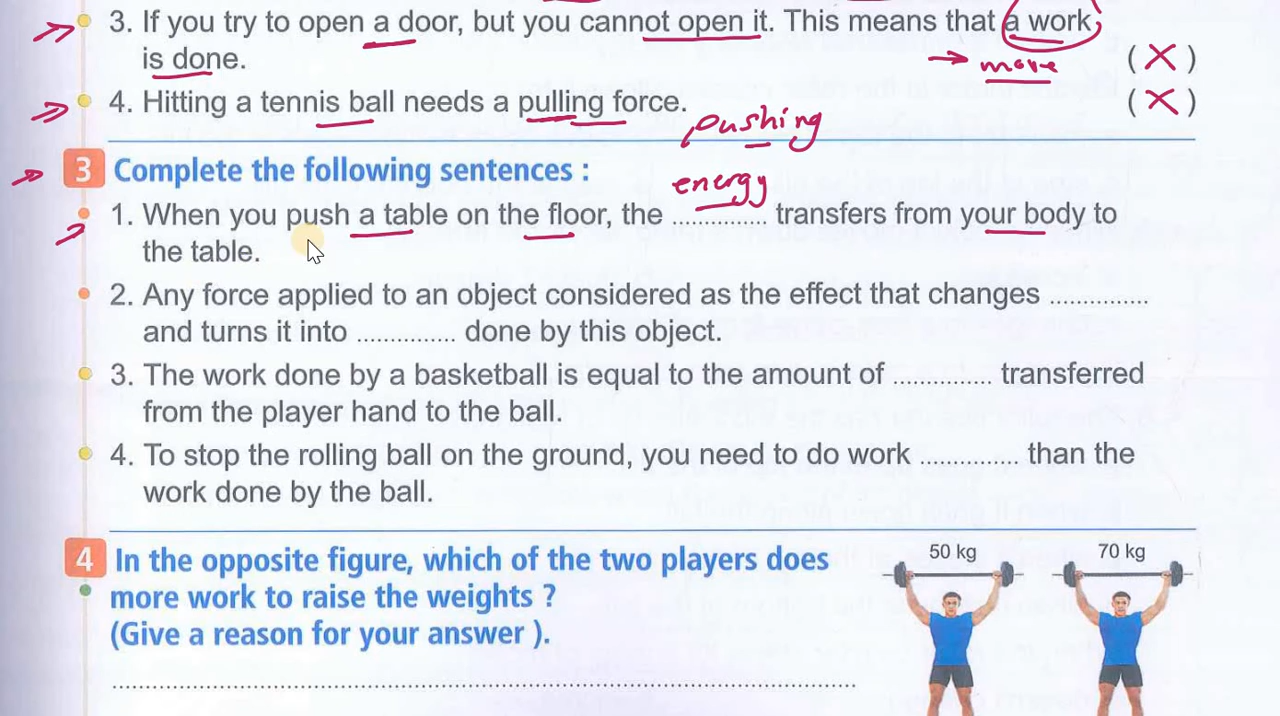 3. If you try to open a door, but you cannot open it. This means that a work
is done.
→ move
(X)
4. Hitting a tennis ball needs a pulling force.
(X)
pushing
3 Complete the following sentences :
energy
1. When you push a table on the floor, the .............. transfers from your body to
the table.
2. Any force applied to an object considered as the effect that changes ..............
and turns it into .............. done by this object.
3. The work done by a basketball is equal to the amount of .............. transferred
from the player hand to the ball.
4. To stop the rolling ball on the ground, you need to do work .............. than the
work done by the ball.
4 In the opposite figure, which of the two players does
more work to raise the weights ?
(Give a reason for your answer ).
50 kg
70 kg